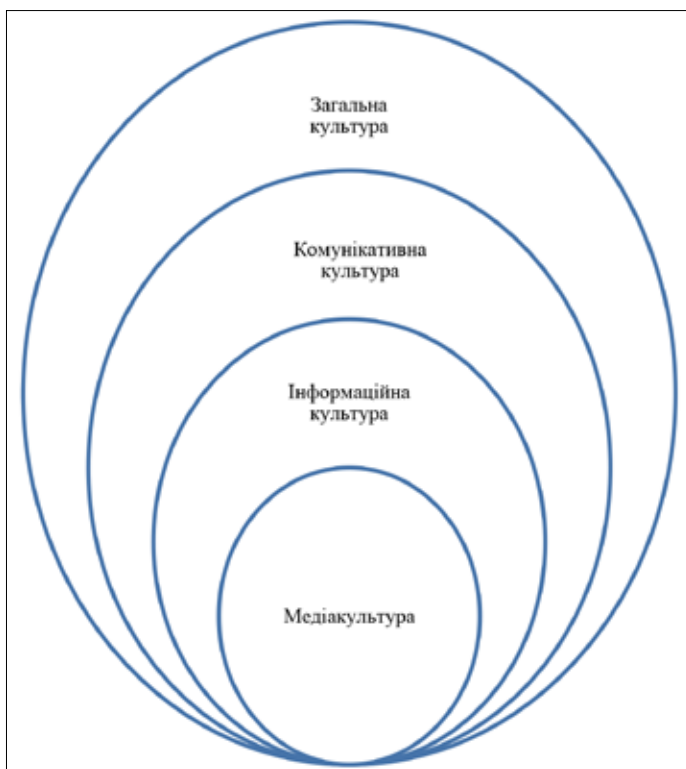 Загальна
культура
Комунікативна
культура
Інформаційна
культура
Медіакультура